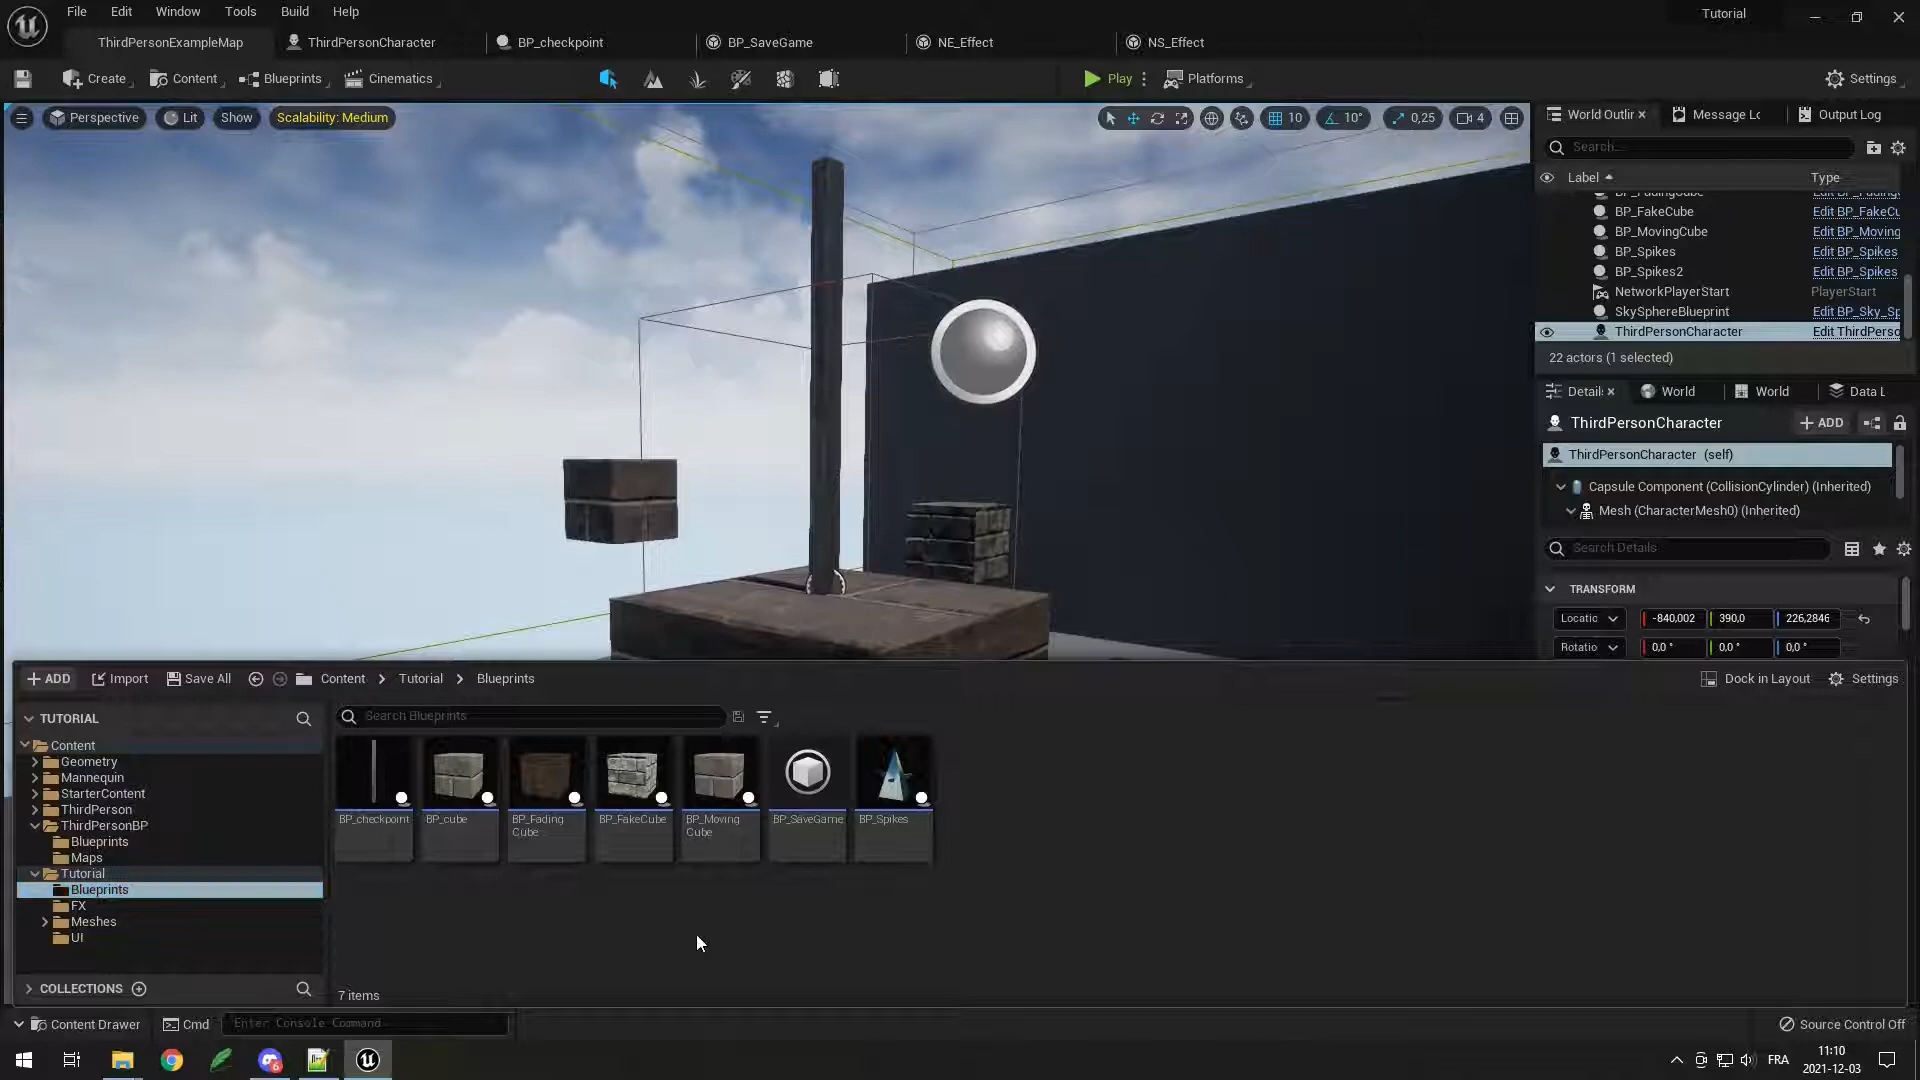 File Edit Window Tools Build Help
Tutorial
ThirdPersonExampleMap ThirdPersonCharacter BP_checkpoint BP_SaveGame NE_Effect NS_Effect
Create Content Blueprints Cinematics Play Platforms Settings
Perspective Lit Show Scalability: Medium 10 10° 0,25 4
World Outlir Message Lc Output Log
Search...
Label Type
BP_FakeCube Edit BP_FakeCu
BP_MovingCube Edit BP_Moving
BP_Spikes Edit BP_Spikes
BP_Spikes2 Edit BP_Spikes
NetworkPlayerStart PlayerStart
SkySphereBlueprint Edit BP_Sky_Sp
ThirdPersonCharacter Edit ThirdPerso
22 actors (1 selected)
Detail: World World Data L
ThirdPersonCharacter + ADD
ThirdPersonCharacter (self)
Capsule Component (CollisionCylinder) (Inherited)
Mesh (CharacterMesh0) (Inherited)
Search Details
TRANSFORM
Locatio -840,002 390,0 226,2846
Rotatio 0,0 ° 0,0 ° 0,0 °
+ ADD Import Save All Content > Tutorial > Blueprints Dock in Layout Settings
TUTORIAL
Content
Geometry
Mannequin
StarterContent
ThirdPerson
ThirdPersonBP
Blueprints
Maps
Tutorial
Blueprints
FX
Meshes
UI
COLLECTIONS
Search Blueprints
BP_checkpoint BP_cube BP_Fading Cube BP_FakeCube BP_Moving Cube BP_SaveGame BP_Spikes
7 items
Content Drawer Cmd Enter Console Command Source Control Off
6 FRA 11:10
2021-12-03